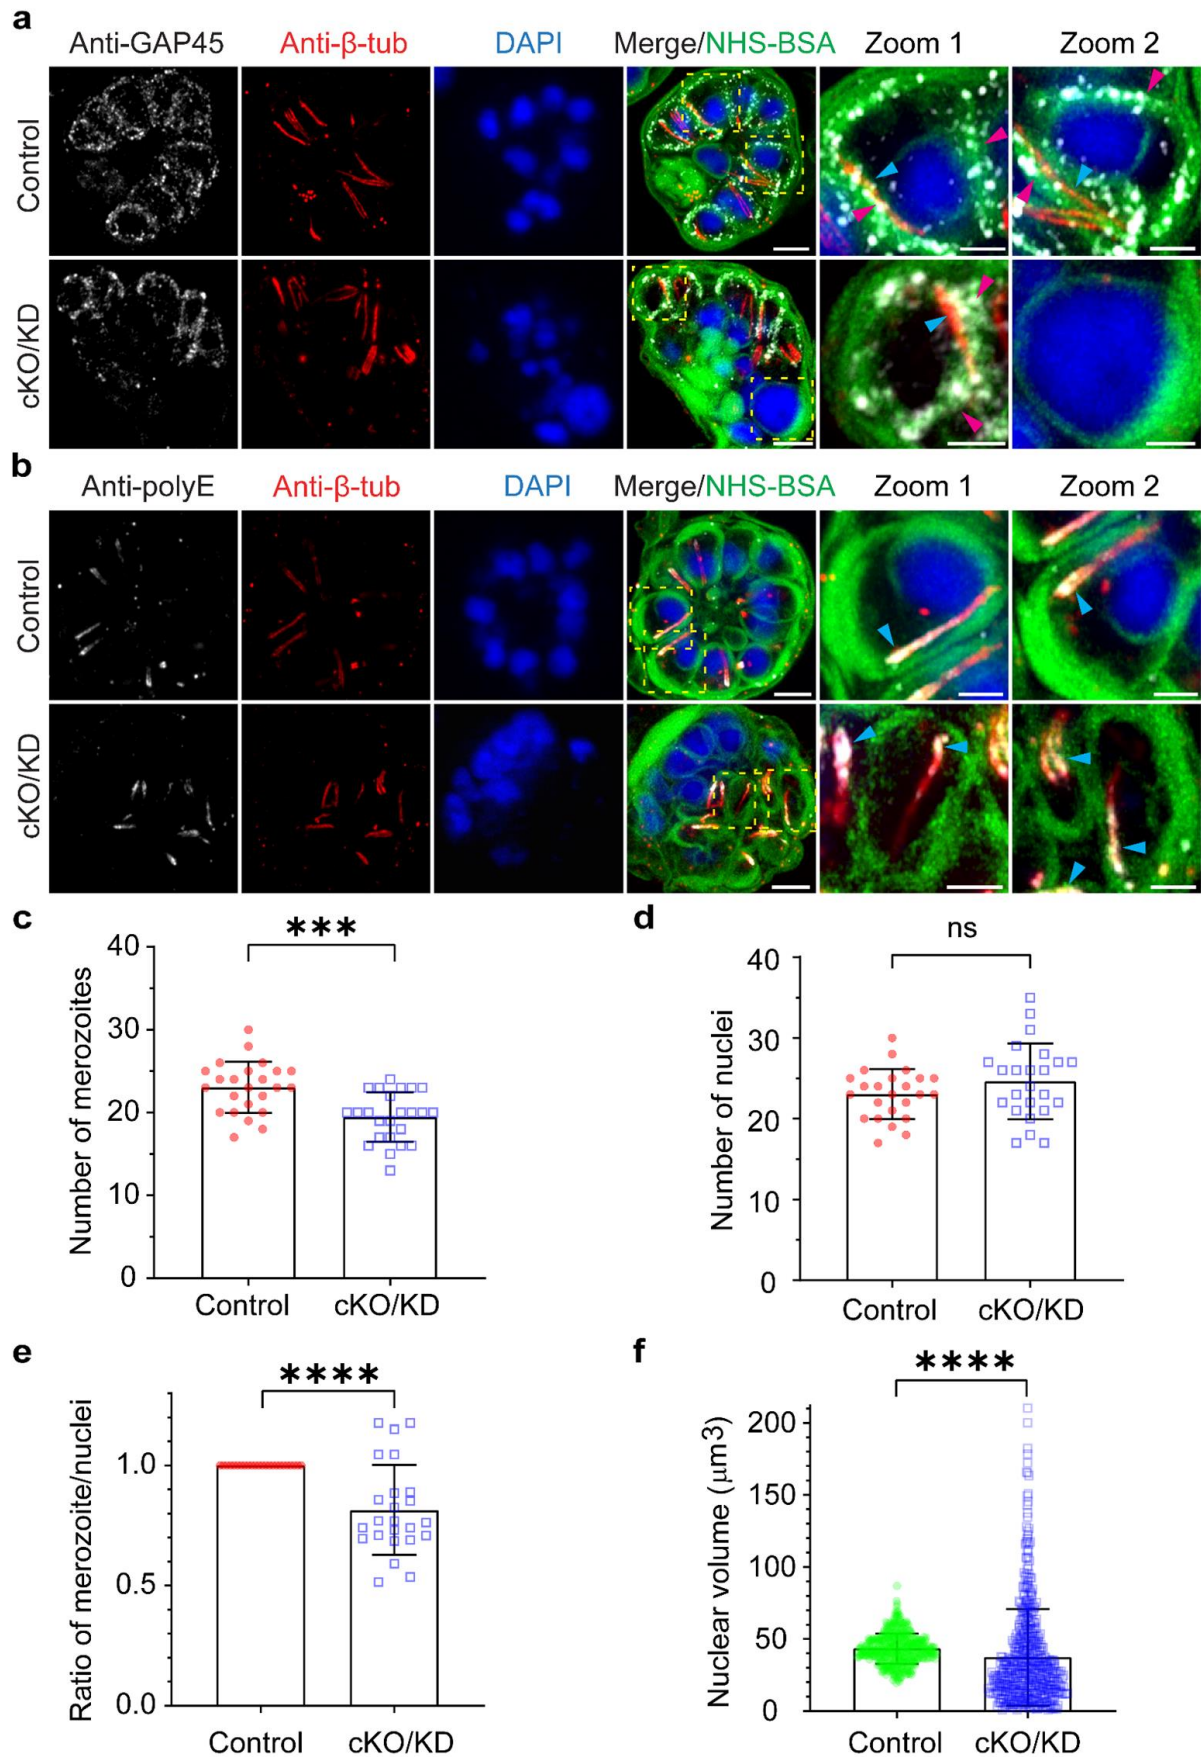 a
Anti-GAP45 Anti-β-tub DAPI Merge/NHS-BSA Zoom 1 Zoom 2
Control
cKO/KD
b
Anti-polyE Anti-β-tub DAPI Merge/NHS-BSA Zoom 1 Zoom 2
Control
cKO/KD
c
***
Number of merozoites
40
30
20
10
0
Control cKO/KD
d
ns
Number of nuclei
40
30
20
10
0
Control cKO/KD
e
****
Ratio of merozoite/nuclei
1.0
0.5
0.0
Control cKO/KD
f
****
Nuclear volume (μm3)
200
150
100
50
0
Control cKO/KD